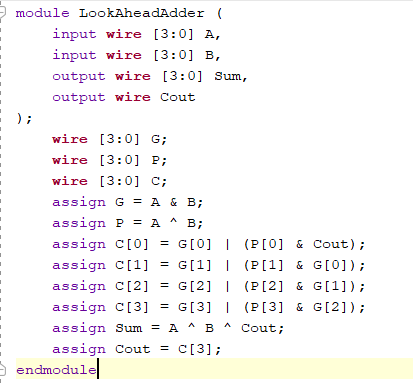 module LookAheadAdder (
    input wire [3:0] A,
    input wire [3:0] B,
    output wire [3:0] Sum,
    output wire Cout
);
    wire [3:0] G;
    wire [3:0] P;
    wire [3:0] C;
    assign G = A & B;
    assign P = A ^ B;
    assign C[0] = G[0] | (P[0] & Cout);
    assign C[1] = G[1] | (P[1] & G[0]);
    assign C[2] = G[2] | (P[2] & G[1]);
    assign C[3] = G[3] | (P[3] & G[2]);
    assign Sum = A ^ B ^ Cout;
    assign Cout = C[3];
endmodule